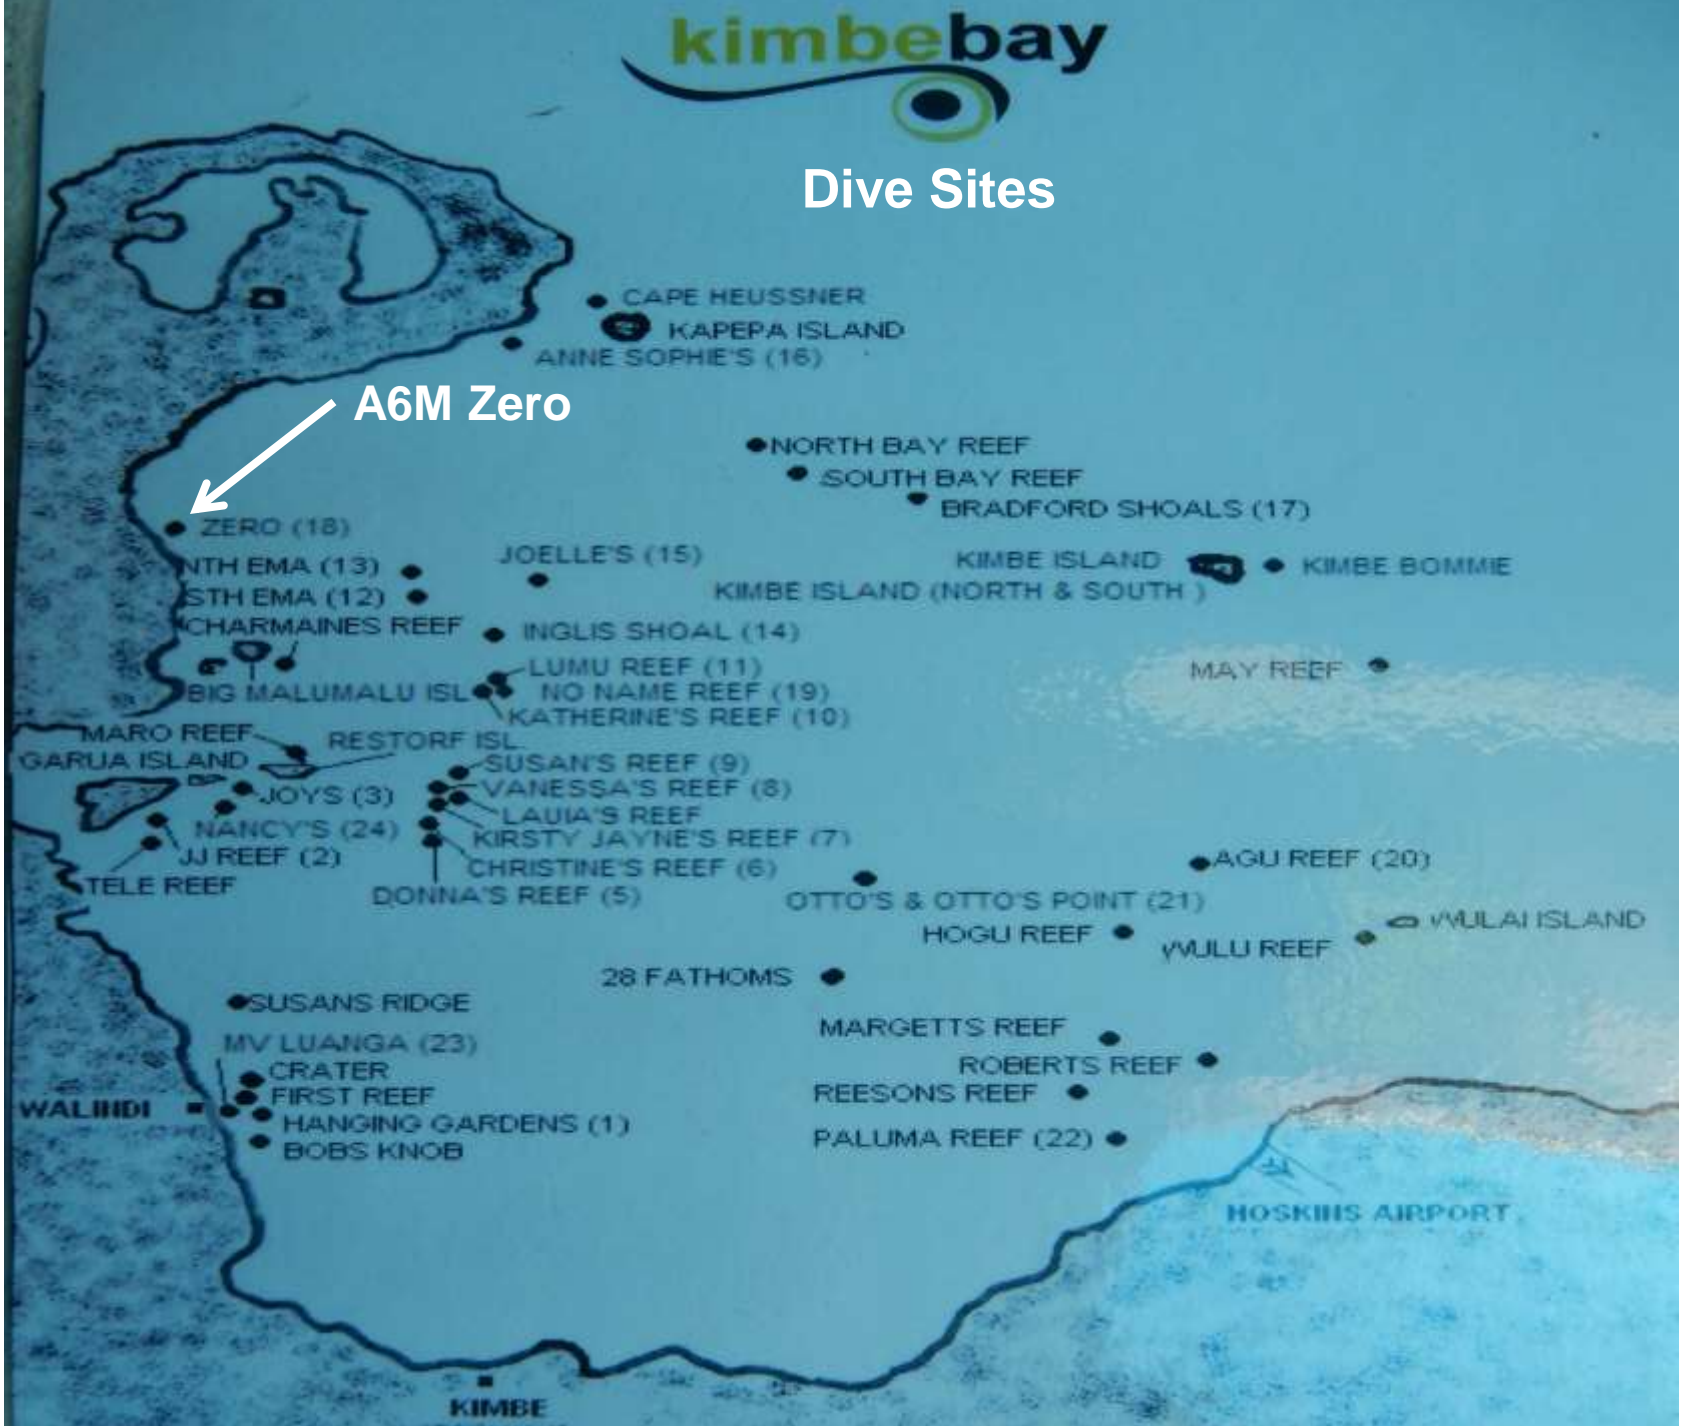 kimbebay
Dive Sites
CAPE HEUSSNER
KAPEPA ISLAND
ANNE SOPHIE'S (16)
A6M Zero
NORTH BAY REEF
SOUTH BAY REEF
BRADFORD SHOALS (17)
ZERO (18)
JOELLE'S (15)
KIMBE ISLAND
KIMBE BOMMIE
NTH EMA (13)
KIMBE ISLAND (NORTH & SOUTH )
STH EMA (12)
CHARMAINES REEF
INGLIS SHOAL (14)
LUMU REEF (11)
MAY REEF
BIG MALUMALU ISL
NO NAME REEF (19)
KATHERINE'S REEF (10)
MARO REEF
RESTORF ISL.
GARUA ISLAND
SUSAN'S REEF (9)
VANESSA'S REEF (8)
JOYS (3)
LAUIA'S REEF
NANCY'S (24)
KIRSTY JAYNE'S REEF (7)
JJ REEF (2)
AGU REEF (20)
CHRISTINE'S REEF (6)
TELE REEF
DONNA'S REEF (5)
OTTO'S & OTTO'S POINT (21)
WULAI ISLAND
HOGU REEF
WULU REEF
28 FATHOMS
SUSANS RIDGE
MARGETTS REEF
MV LUANGA (23)
ROBERTS REEF
CRATER
REESONS REEF
FIRST REEF
WALINDI
HANGING GARDENS (1)
PALUMA REEF (22)
BOBS KNOB
HOSKINS AIRPORT
KIMBE